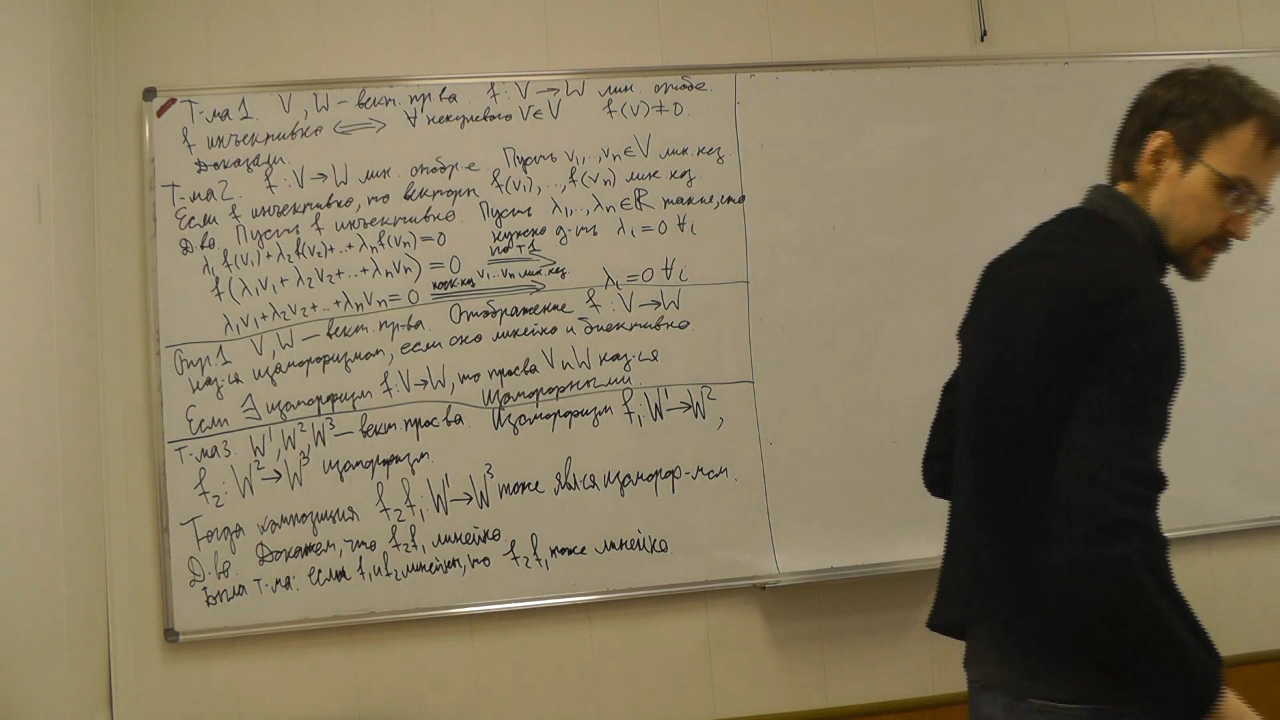 Т-ма 1. V, W – вект. пр-ва. f: V → W лин. отобр.
f инъективно ⟺ ∀ ненулевого v ∈ V f(v) ≠ 0.
Доказали.
Т-ма 2. f: V → W лин. отобр-е. Пусть v₁,..,vₙ ∈ V лин. нез.
Если f инъективно, то векторы f(v₁),..,f(vₙ) лин. нез.
Д-во. Пусть f инъективно. Пусть λ₁,..,λₙ ∈ ℝ такие, что
λ₁f(v₁)+λ₂f(v₂)+..+λₙf(vₙ)=0 нужно д-ть λᵢ=0 ∀i
f(λ₁v₁+λ₂v₂+..+λₙvₙ)=0 по т 1 ⟹
λ₁v₁+λ₂v₂+..+λₙvₙ=0 поск-ку v₁...vₙ лин. нез. ⟹ λᵢ=0 ∀i
Опр. 1 V, W – вект. пр-ва. Отображение f: V → W
наз-ся изоморфизмом, если оно линейно и биективно.
Если ∃ изоморфизм f: V → W, то пр-ва V и W наз-ся
изоморфными.
Т-ма 3. W¹, W², W³ – вект. пр-ва. Изоморфизм f₁: W¹ → W²,
f₂: W² → W³ изоморфизм.
Тогда композиция f₂f₁: W¹ → W³ тоже явл-ся изоморф-мом.
Д-во. Докажем, что f₂f₁ линейно.
Была т-ма: если f₁ и f₂ линейны, то f₂f₁ тоже линейно.